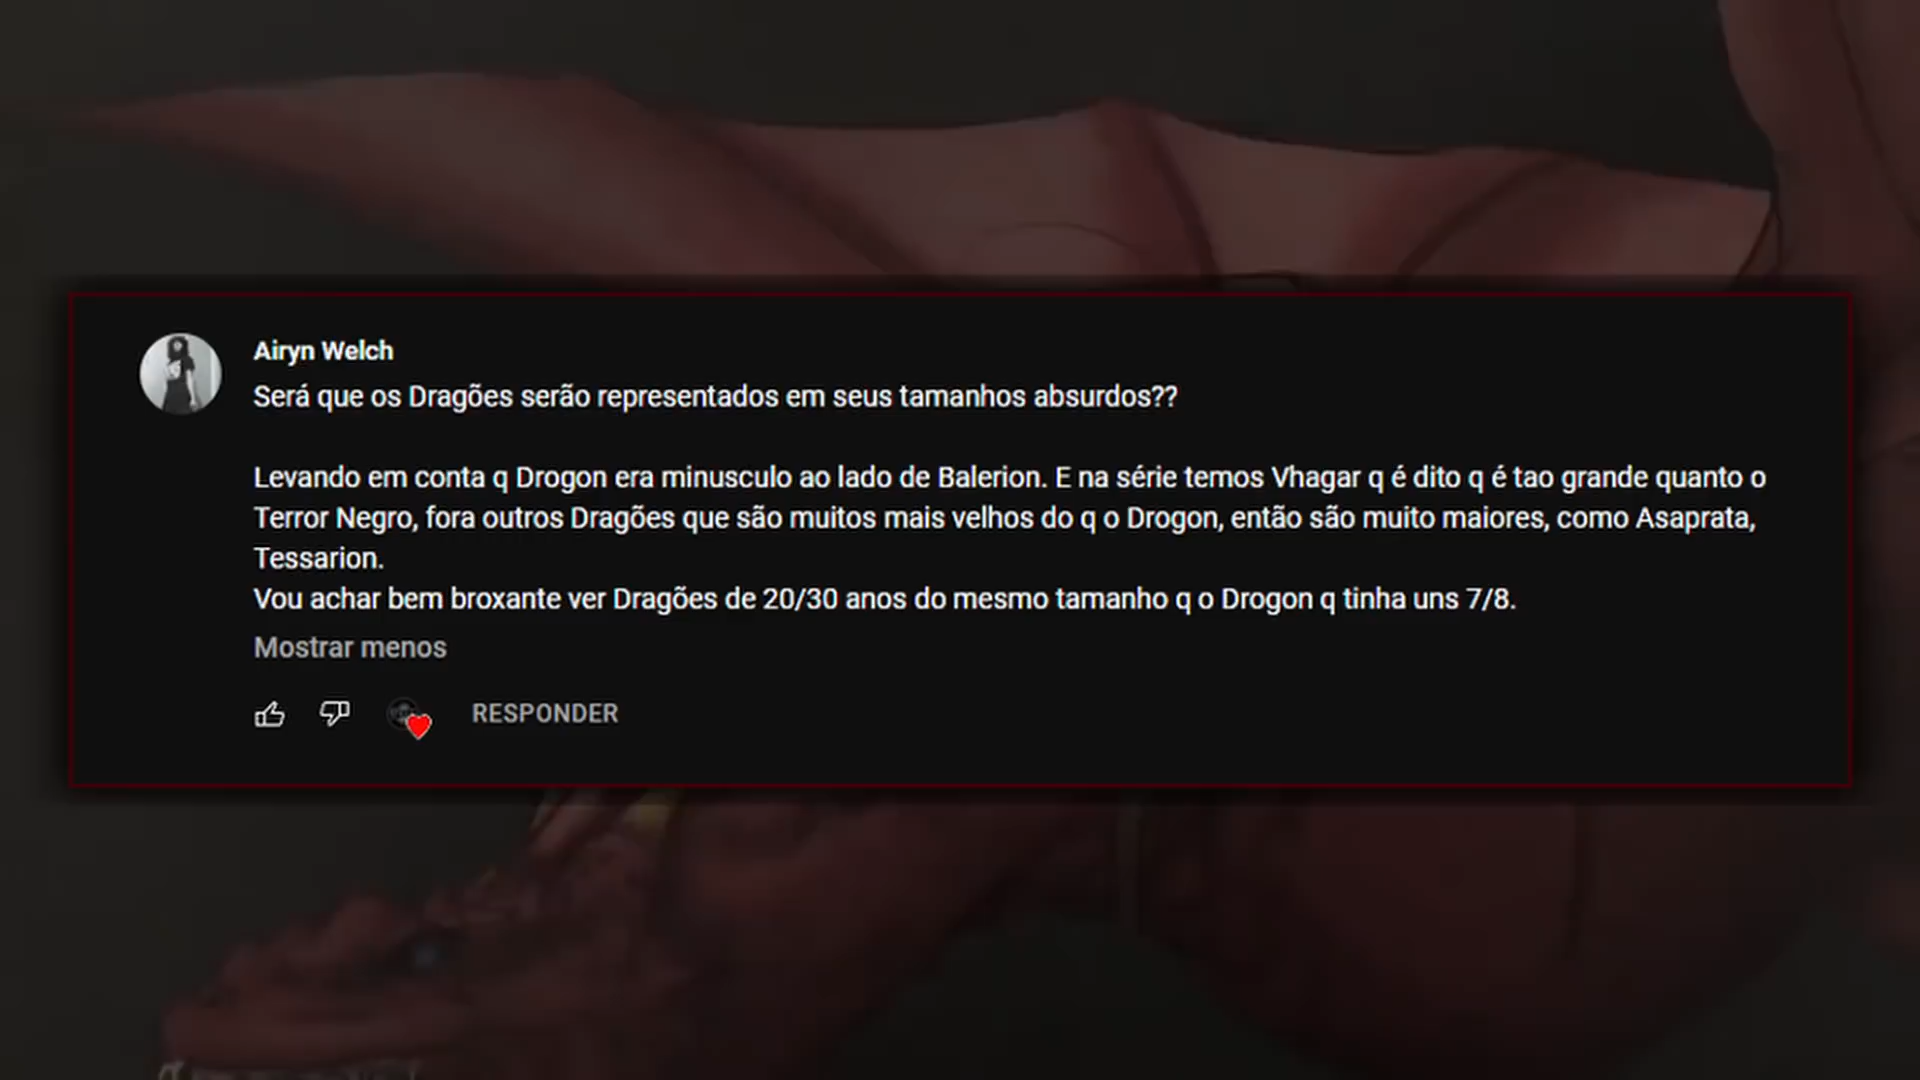 Airyn Welch
Será que os Dragões serão representados em seus tamanhos absurdos??
Levando em conta q Drogon era minusculo ao lado de Balerion. E na série temos Vhagar q é dito q é tao grande quanto o
Terror Negro, fora outros Dragões que são muitos mais velhos do q o Drogon, então são muito maiores, como Asaprata,
Tessarion.
Vou achar bem broxante ver Dragões de 20/30 anos do mesmo tamanho q o Drogon q tinha uns 7/8.
Mostrar menos
RESPONDER